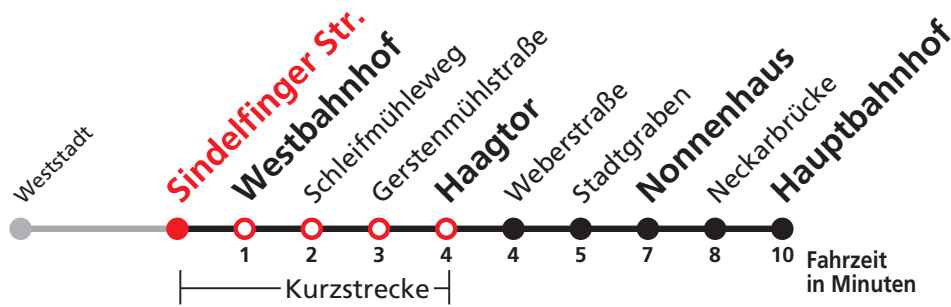 Weststadt
Sindelfinger Str.
Westbahnhof
Schleifmühleweg
Gerstenmühlstraße
Haagtor
Weberstraße
Stadtgraben
Nonnenhaus
Neckarbrücke
Hauptbahnhof
1 2 3 4 4 5 7 8 10
Fahrzeit
in Minuten
Kurzstrecke